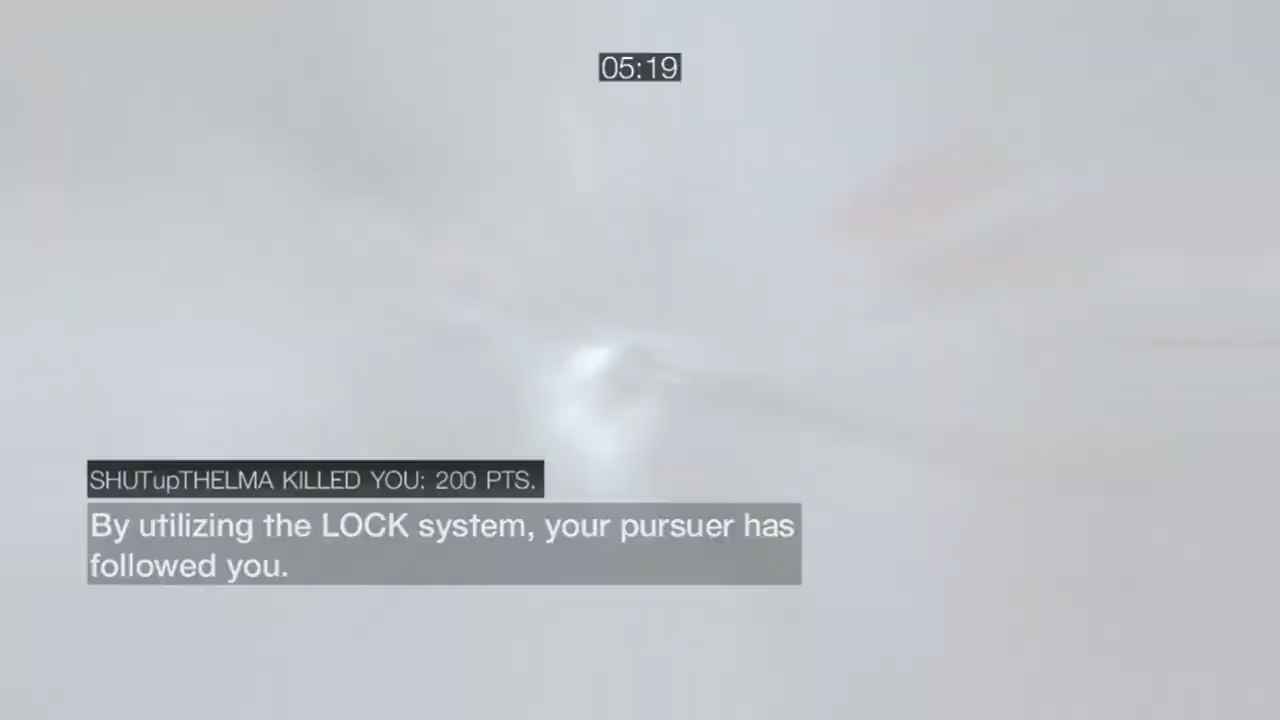 05:19
SHUTupTHELMA KILLED YOU: 200 PTS.
By utilizing the LOCK system, your pursuer has
followed you.